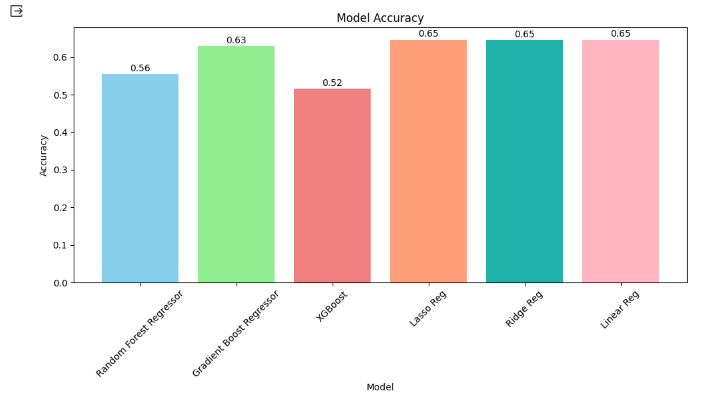 Model Accuracy
0.56
0.63
0.52
0.65
0.65
0.65
Accuracy
0.6
0.5
0.4
0.3
0.2
0.1
0.0
Random Forest Regressor
Gradient Boost Regressor
XGBoost
Lasso Reg
Ridge Reg
Linear Reg
Model